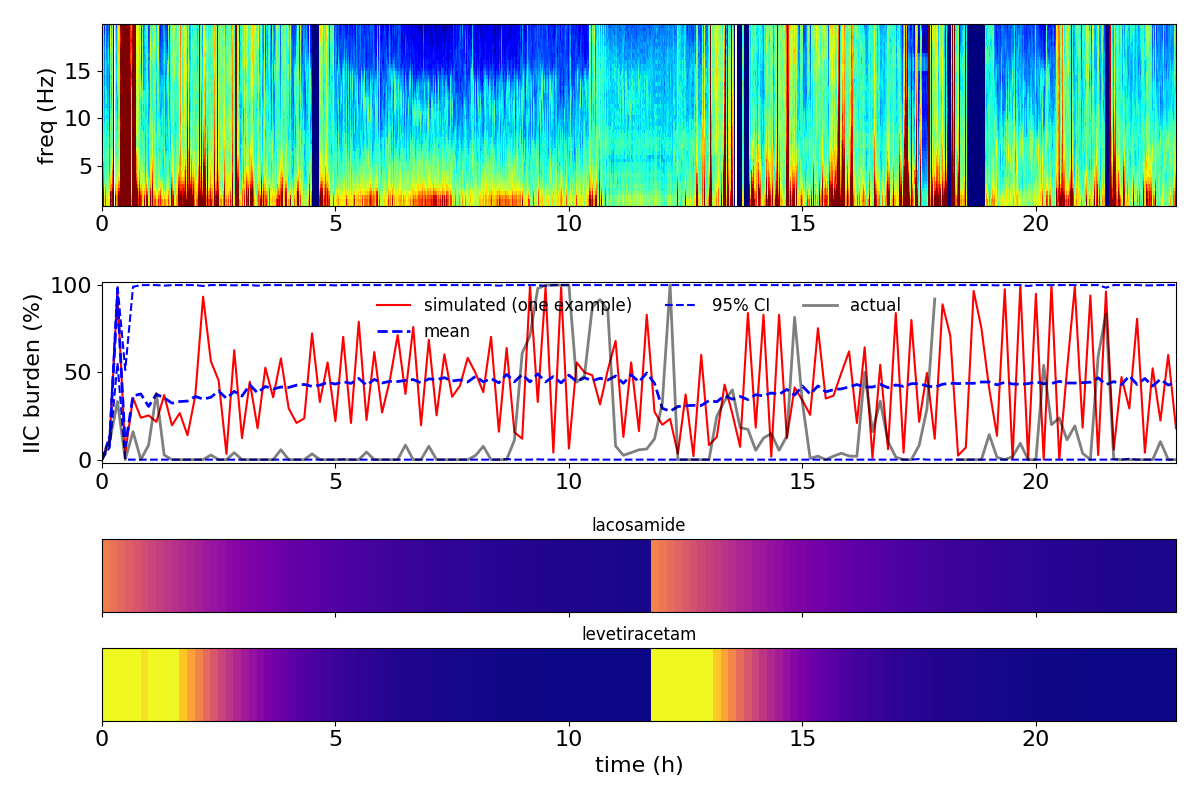 freq (Hz)
15
10
5
0 5 10 15 20
IIC burden (%)
100
50
0
simulated (one example) 95% CI actual
mean
0 5 10 15 20
lacosamide
levetiracetam
0 5 10 15 20
time (h)